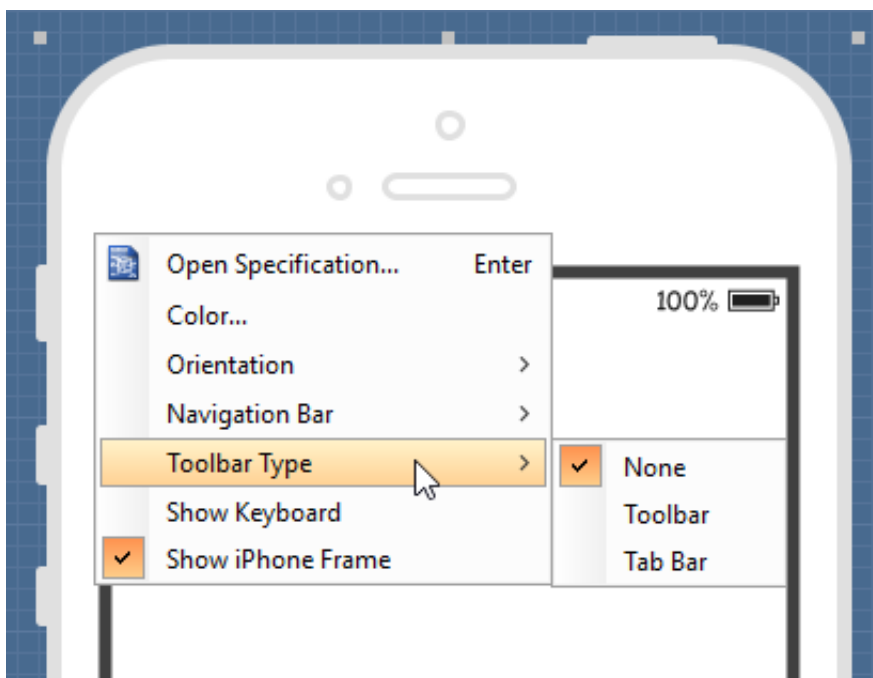 Open Specification... Enter
100%
Color...
Orientation
Navigation Bar
Toolbar Type
None
Show Keyboard
Toolbar
Show iPhone Frame
Tab Bar